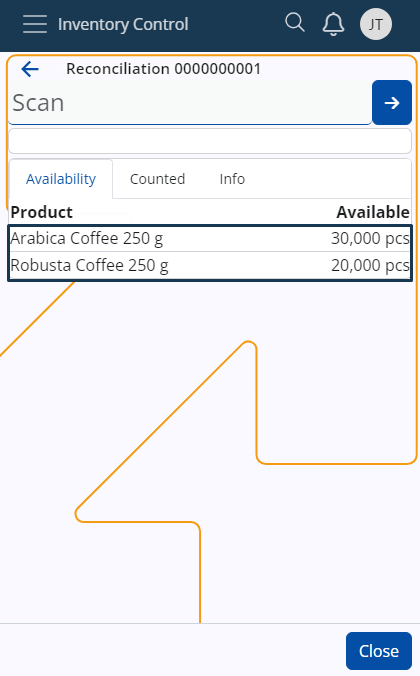 Inventory Control JT
Reconciliation 0000000001
Scan
Availability Counted Info
Product Available
Arabica Coffee 250 g 30,000 pcs
Robusta Coffee 250 g 20,000 pcs
Close